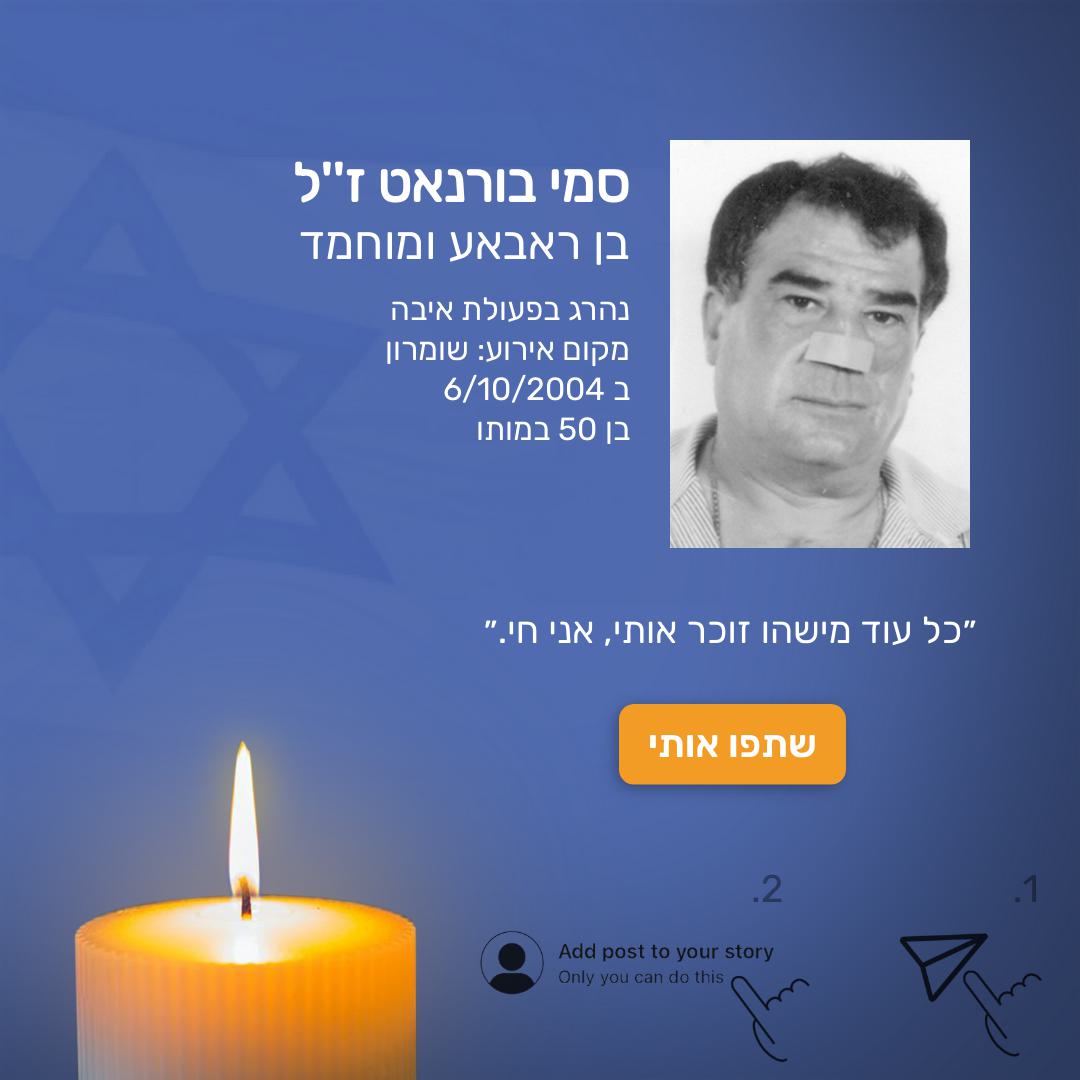 סמי בורנאט ז"ל
בן ראבאע ומוחמד
נהרג בפעולת איבה
מקום אירוע: שומרון
ב 6/10/2004
בן 50 במותו
"כל עוד מישהו זוכר אותי, אני חי."
שתפו אותי
1.
2.
Add post to your story
Only you can do this